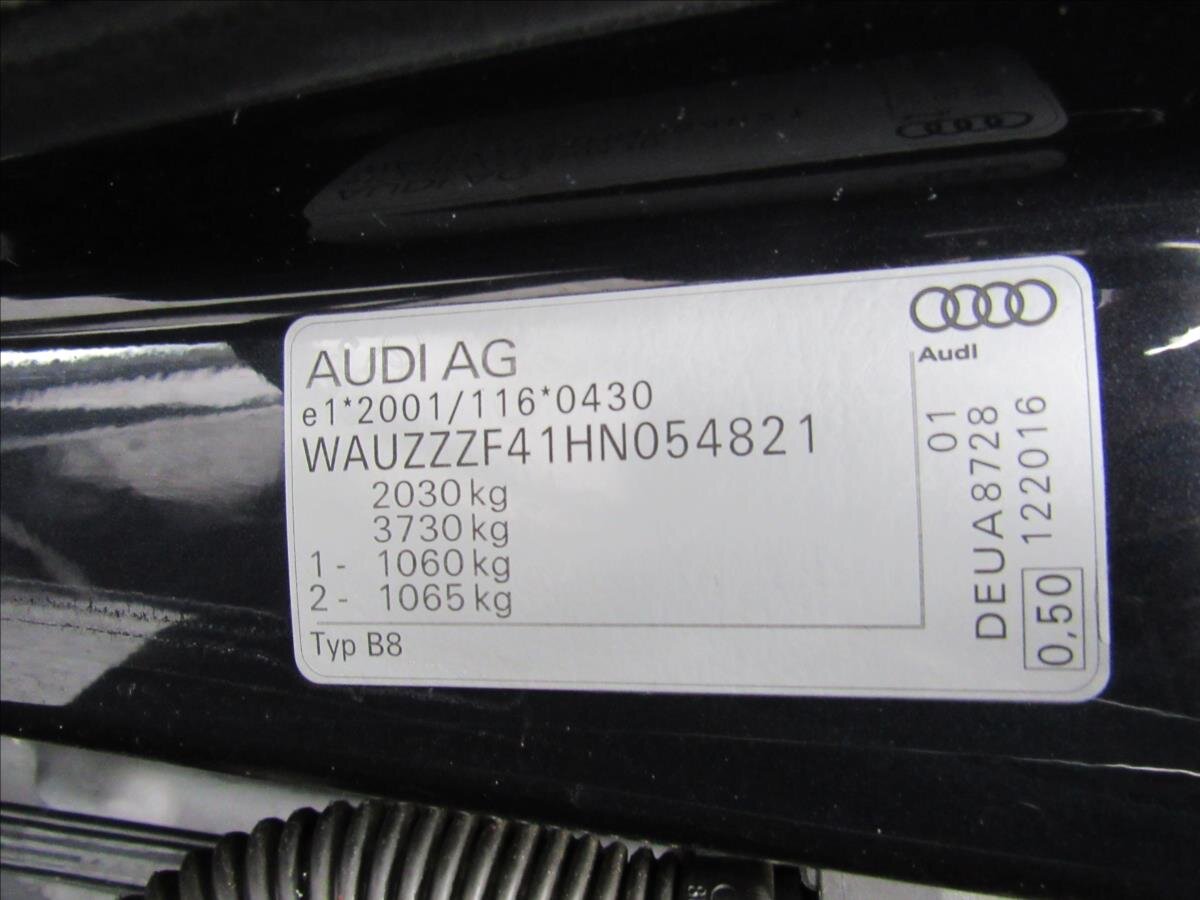 AUDI AG
e1*2001/116*0430
WAUZZZF41HN054821
2030 kg
3730 kg
1 - 1060 kg
2 - 1065 kg
Typ B8
Audi
01
DEUA8728
122016
0,50